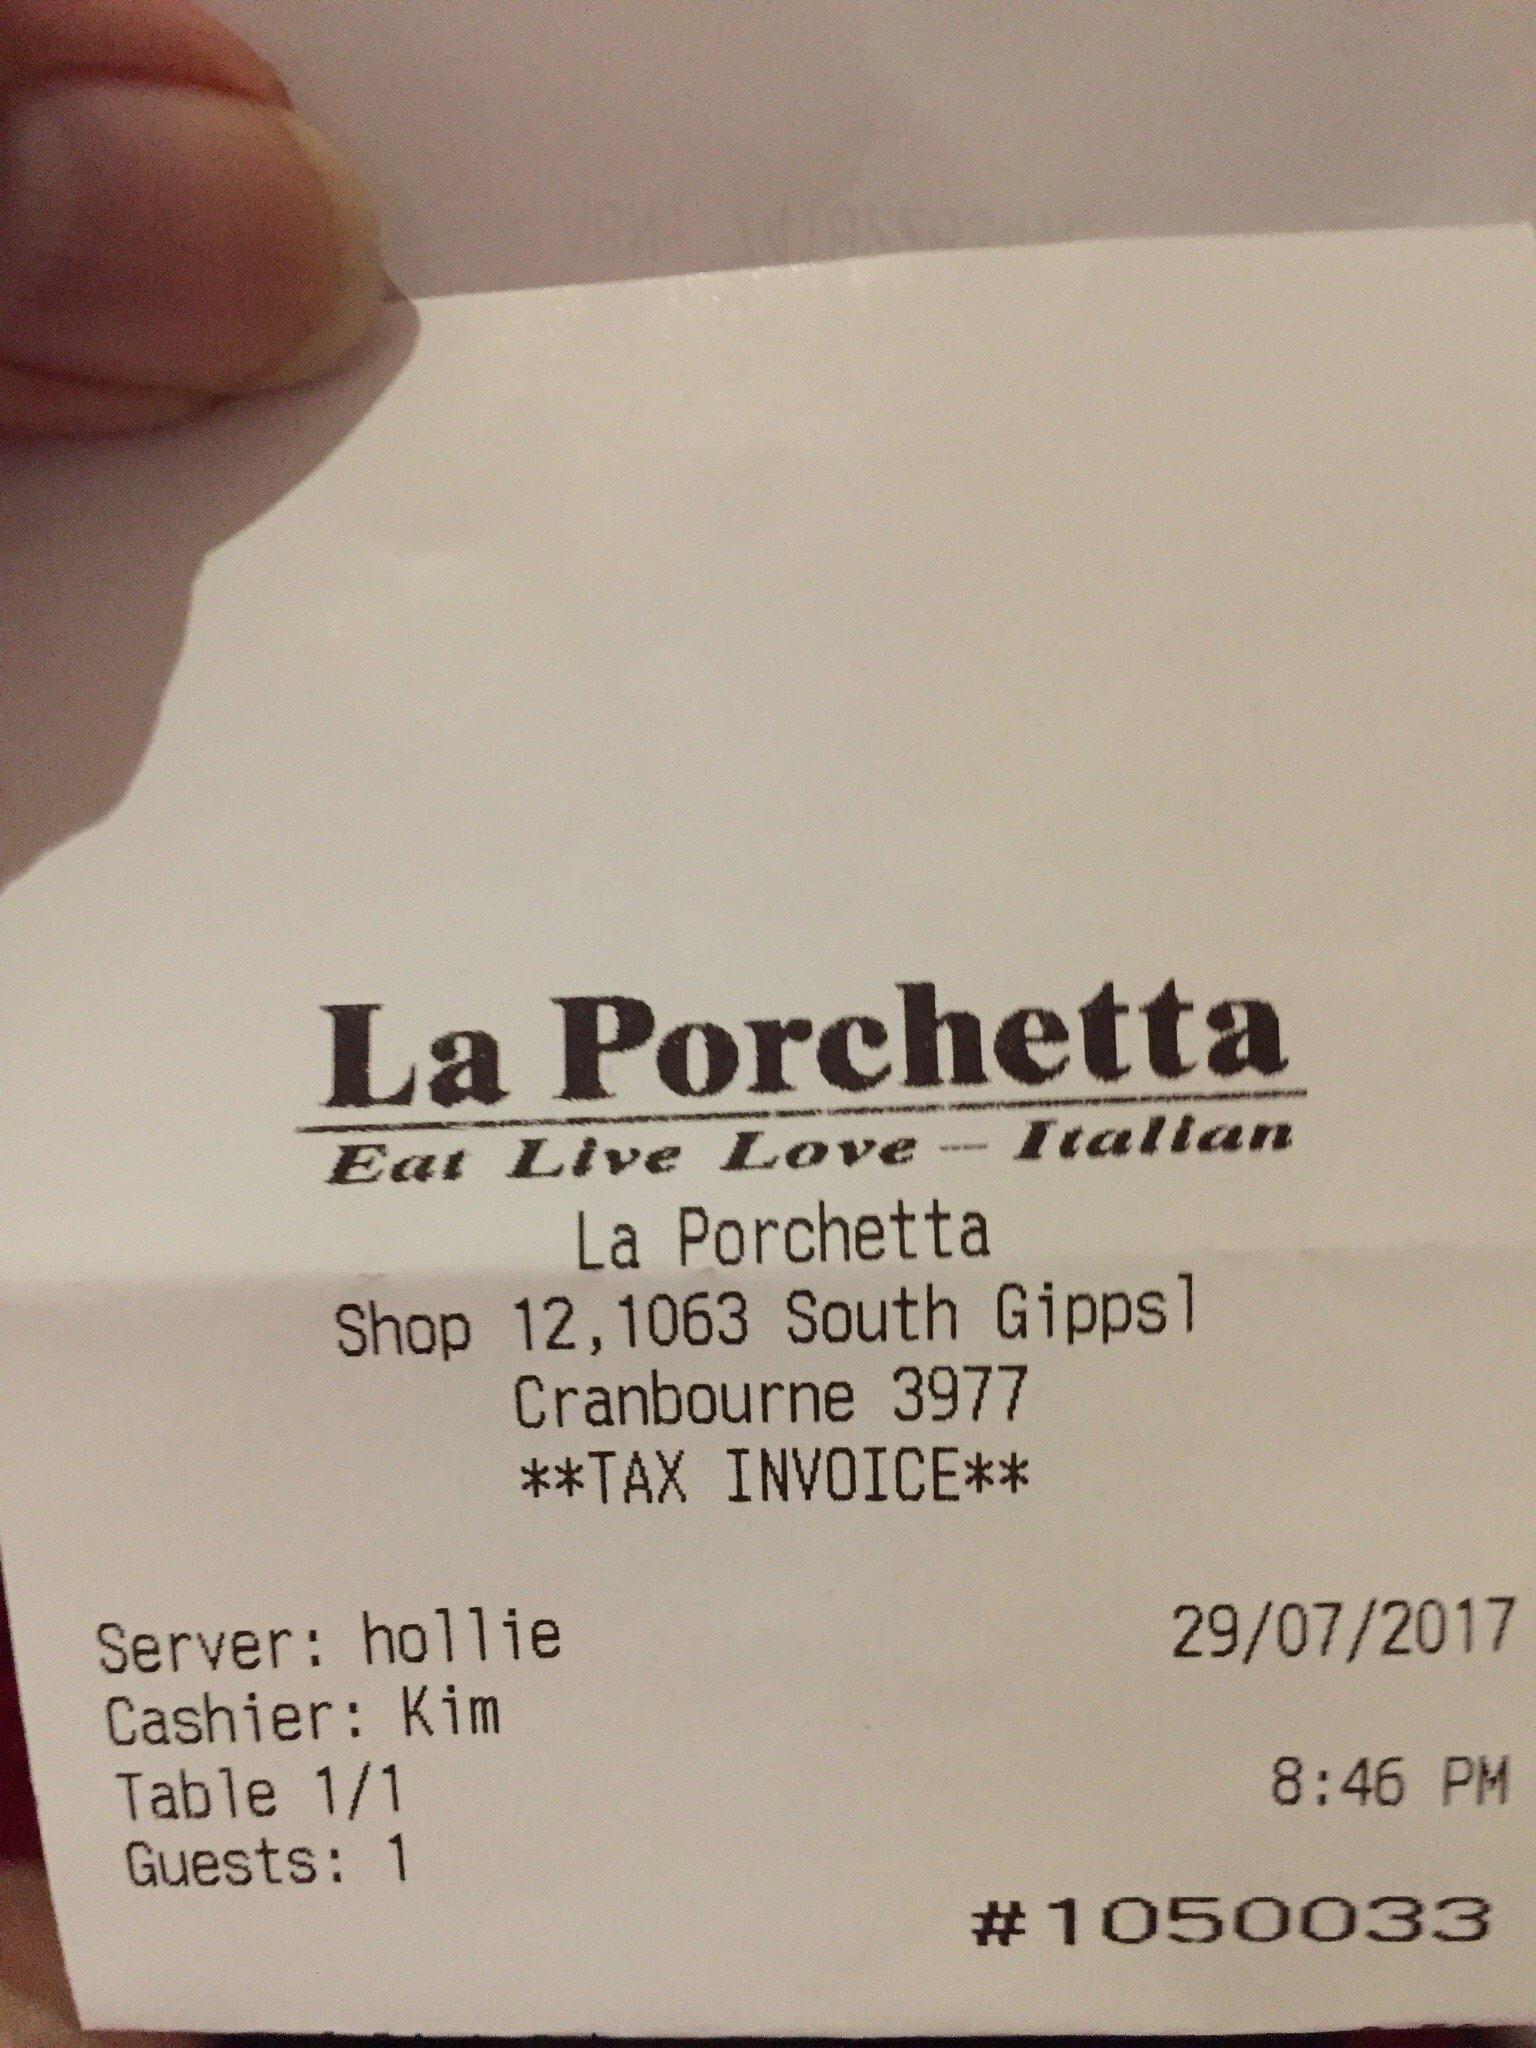 La Porchetta
Eat Live Love - Italian
La Porchetta
Shop 12,1063 South Gippsl
Cranbourne 3977
**TAX INVOICE**
Server: hollie 29/07/2017
Cashier: Kim
Table 1/1 8:46 PM
Guests: 1
#1050033